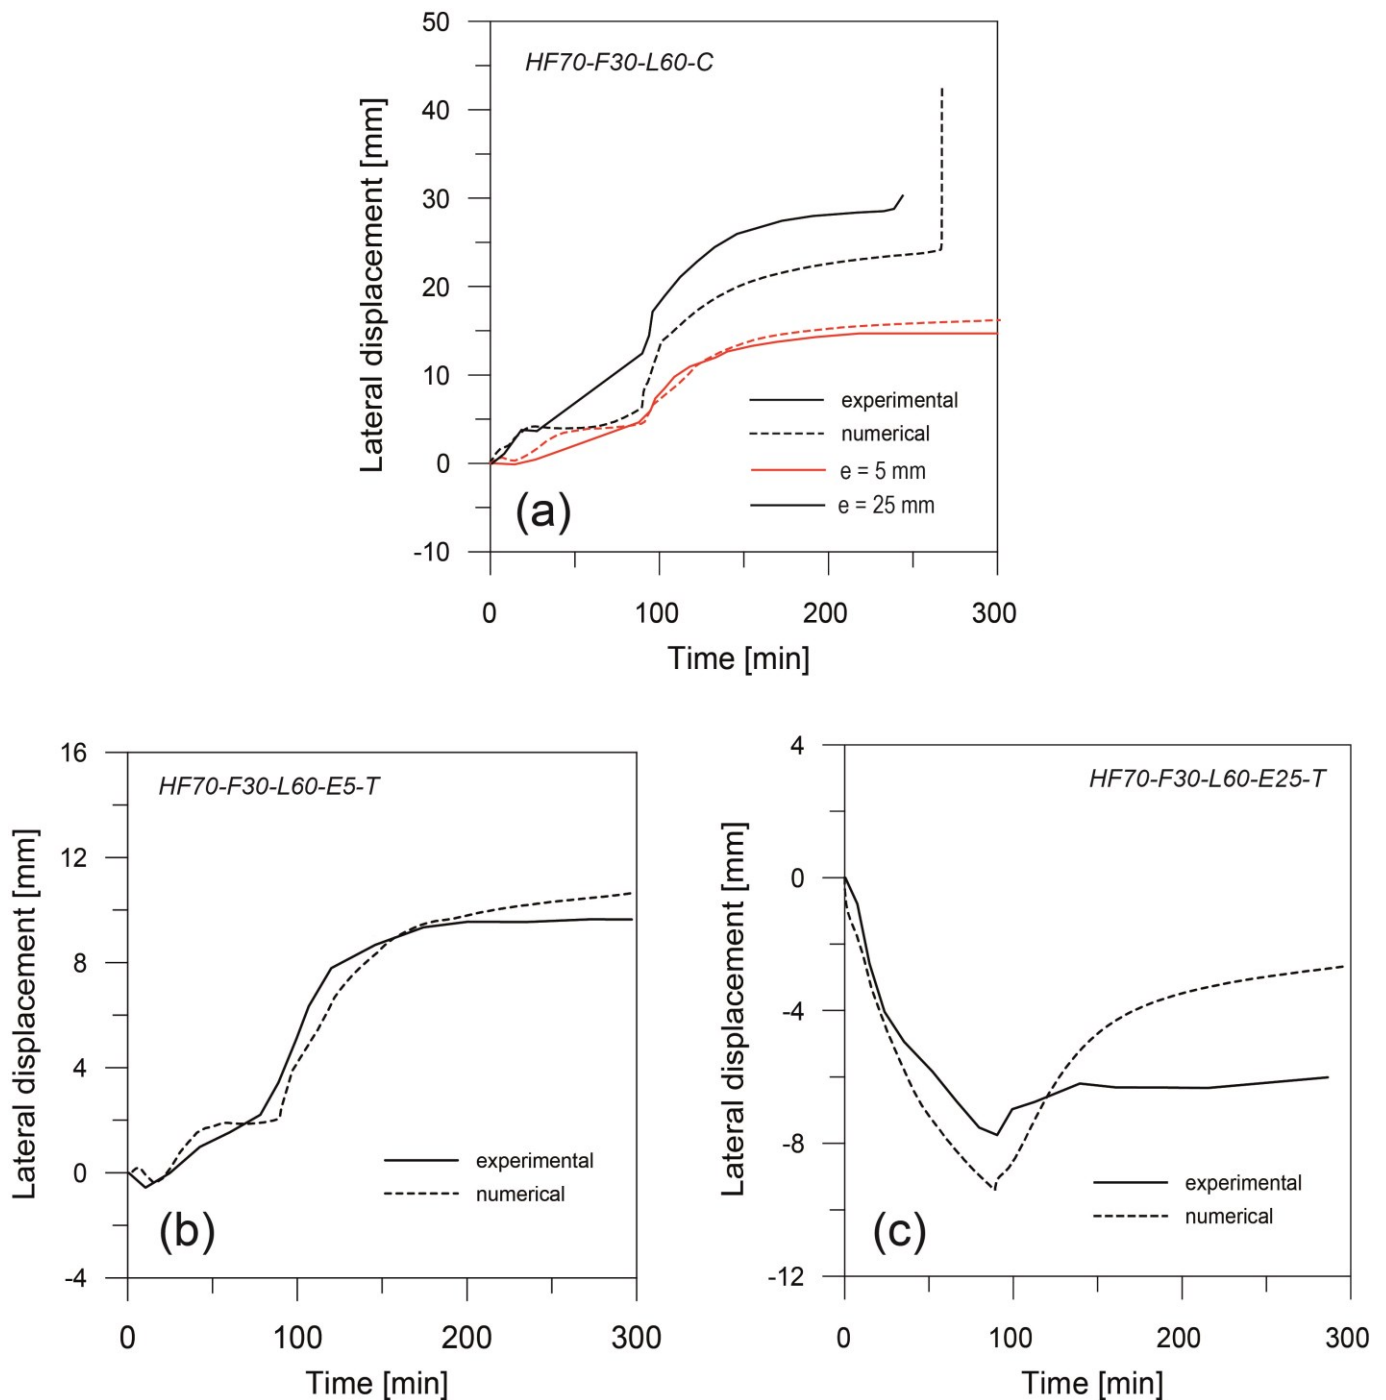 50
HF70-F30-L60-C
40
30
20
10
0
-10
Lateral displacement [mm]
experimental
numerical
e = 5 mm
e = 25 mm
(a)
0 100 200 300
Time [min]
16
HF70-F30-L60-E5-T
12
8
4
0
-4
Lateral displacement [mm]
experimental
numerical
(b)
0 100 200 300
Time [min]
4
HF70-F30-L60-E25-T
0
-4
-8
-12
Lateral displacement [mm]
experimental
numerical
(c)
0 100 200 300
Time [min]